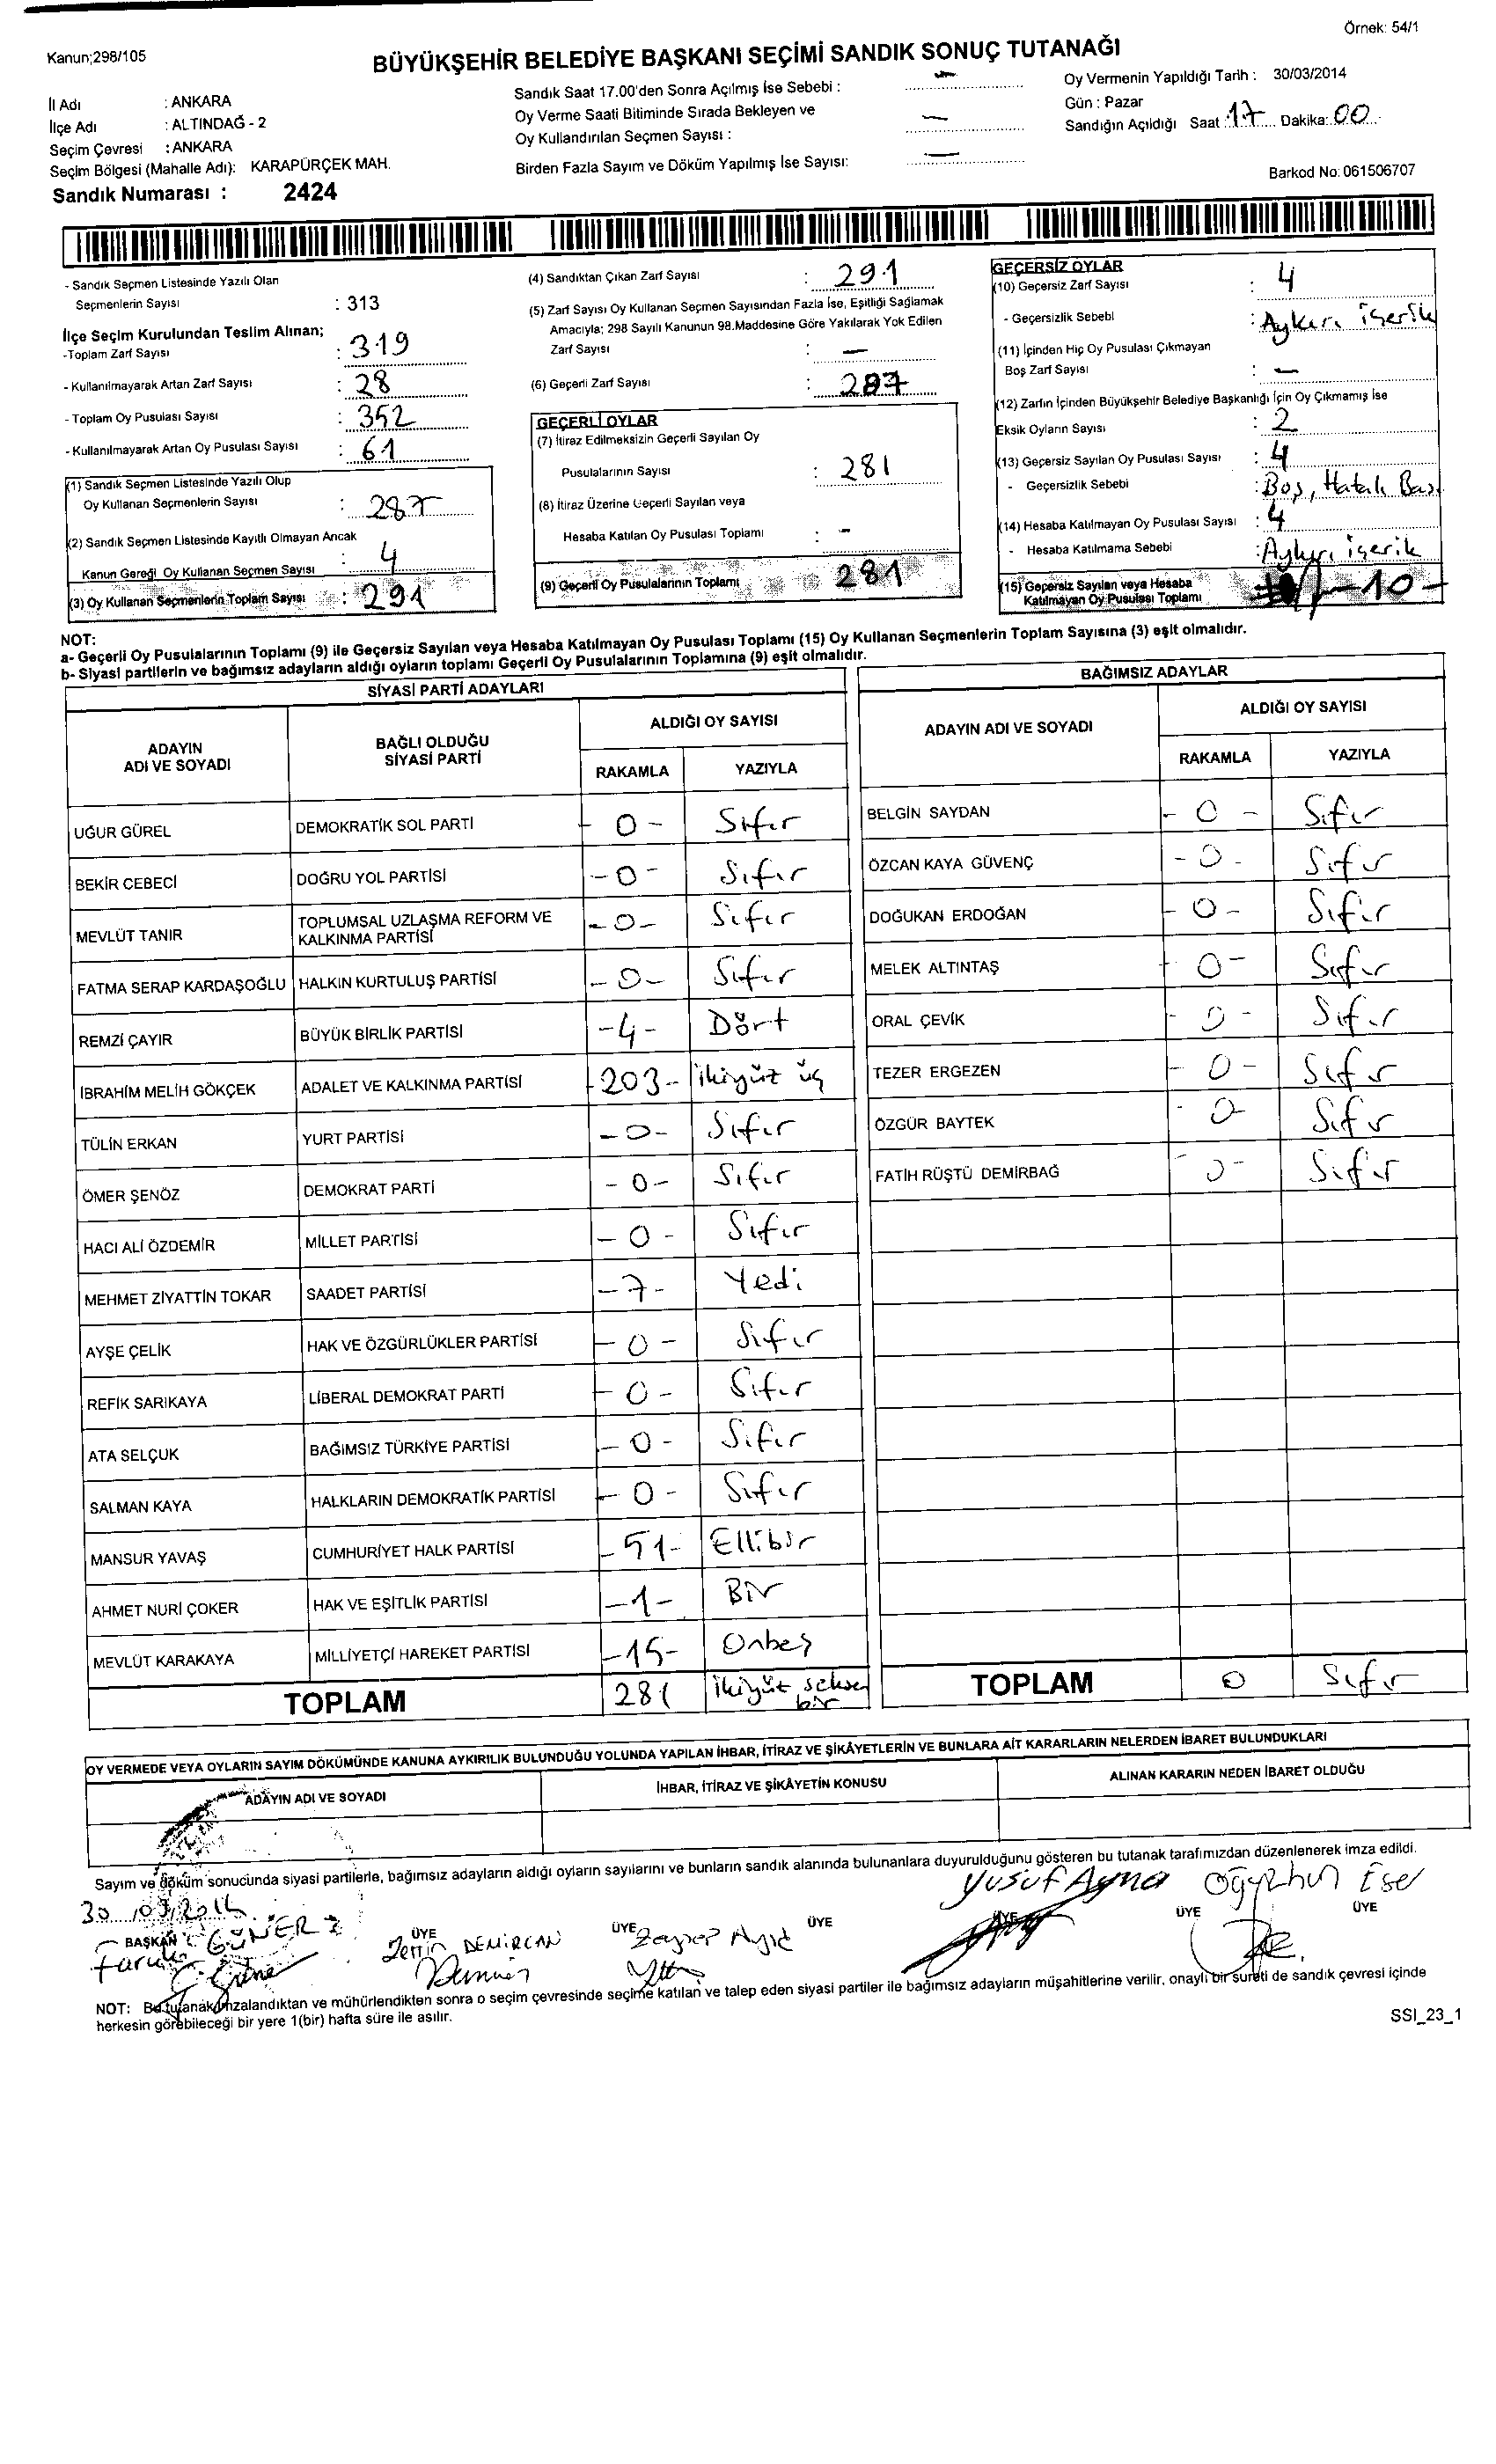 Örnek: 54/1
Kanun;298/105
BÜYÜKŞEHİR BELEDİYE BAŞKANI SEÇİMİ SANDIK SONUÇ TUTANAĞI
İl Adı : ANKARA
İlçe Adı : ALTINDAĞ - 2
Seçim Çevresi : ANKARA
Seçim Bölgesi (Mahalle Adı): KARAPÜRÇEK MAH.
Sandık Numarası : 2424
Sandık Saat 17.00'den Sonra Açılmış İse Sebebi : -
Oy Verme Saati Bitiminde Sırada Bekleyen ve
Oy Kullandırılan Seçmen Sayısı : -
Birden Fazla Sayım ve Döküm Yapılmış İse Sayısı: -
Oy Vermenin Yapıldığı Tarih : 30/03/2014
Gün : Pazar
Sandığın Açıldığı Saat : 17 Dakika: 00
Barkod No: 061506707
- Sandık Seçmen Listesinde Yazılı Olan
Seçmenlerin Sayısı : 313
İlçe Seçim Kurulundan Teslim Alınan;
-Toplam Zarf Sayısı : 319
- Kullanılmayarak Artan Zarf Sayısı : 28
- Toplam Oy Pusulası Sayısı : 352
- Kullanılmayarak Artan Oy Pusulası Sayısı : 61
(1) Sandık Seçmen Listesinde Yazılı Olup
Oy Kullanan Seçmenlerin Sayısı : 287
(2) Sandık Seçmen Listesinde Kayıtlı Olmayan Ancak
Kanun Gereği Oy Kullanan Seçmen Sayısı : 4
(3) Oy Kullanan Seçmenlerin Toplam Sayısı : 291
(4) Sandıktan Çıkan Zarf Sayısı : 291
(5) Zarf Sayısı Oy Kullanan Seçmen Sayısından Fazla İse, Eşitliği Sağlamak
Amacıyla; 298 Sayılı Kanunun 98.Maddesine Göre Yakılarak Yok Edilen
Zarf Sayısı : -
(6) Geçerli Zarf Sayısı : 287
GEÇERLİ OYLAR
(7) İtiraz Edilmeksizin Geçerli Sayılan Oy
Pusulalarının Sayısı : 281
(8) İtiraz Üzerine Geçerli Sayılan veya
Hesaba Katılan Oy Pusulası Toplamı : -
(9) Geçerli Oy Pusulalarının Toplamı 281
GEÇERSİZ OYLAR
(10) Geçersiz Zarf Sayısı : 4
- Geçersizlik Sebebi : Aykırı içerik
(11) İçinden Hiç Oy Pusulası Çıkmayan
Boş Zarf Sayısı : -
(12) Zarfın İçinden Büyükşehir Belediye Başkanlığı İçin Oy Çıkmamış İse
Eksik Oyların Sayısı : 2
(13) Geçersiz Sayılan Oy Pusulası Sayısı : 4
- Geçersizlik Sebebi : Boş, Hatalı Bas
(14) Hesaba Katılmayan Oy Pusulası Sayısı : 4
- Hesaba Katılmama Sebebi : Aykırı içerik
(15) Geçersiz Sayılan veya Hesaba
Katılmayan Oy Pusulası Toplamı -10-
NOT:
a- Geçerli Oy Pusulalarının Toplamı (9) ile Geçersiz Sayılan veya Hesaba Katılmayan Oy Pusulası Toplamı (15) Oy Kullanan Seçmenlerin Toplam Sayısına (3) eşit olmalıdır.
b- Siyasi partilerin ve bağımsız adayların aldığı oyların toplamı Geçerli Oy Pusulalarının Toplamına (9) eşit olmalıdır.
SİYASİ PARTİ ADAYLARI
ADAYIN ADI VE SOYADI BAĞLI OLDUĞU SİYASİ PARTİ ALDIĞI OY SAYISI
RAKAMLA YAZIYLA
UĞUR GÜREL DEMOKRATİK SOL PARTİ - 0 - Sıfır
BEKİR CEBECİ DOĞRU YOL PARTİSİ - 0 - Sıfır
MEVLÜT TANIR TOPLUMSAL UZLAŞMA REFORM VE KALKINMA PARTİSİ - 0 - Sıfır
FATMA SERAP KARDAŞOĞLU HALKIN KURTULUŞ PARTİSİ - 0 - Sıfır
REMZİ ÇAYIR BÜYÜK BİRLİK PARTİSİ - 4 - Dört
İBRAHİM MELİH GÖKÇEK ADALET VE KALKINMA PARTİSİ - 203 - İkiyüz üç
TÜLİN ERKAN YURT PARTİSİ - 0 - Sıfır
ÖMER ŞENÖZ DEMOKRAT PARTİ - 0 - Sıfır
HACI ALİ ÖZDEMİR MİLLET PARTİSİ - 0 - Sıfır
MEHMET ZİYATTİN TOKAR SAADET PARTİSİ - 7 - Yedi
AYŞE ÇELİK HAK VE ÖZGÜRLÜKLER PARTİSİ - 0 - Sıfır
REFİK SARIKAYA LİBERAL DEMOKRAT PARTİ - 0 - Sıfır
ATA SELÇUK BAĞIMSIZ TÜRKİYE PARTİSİ - 0 - Sıfır
SALMAN KAYA HALKLARIN DEMOKRATİK PARTİSİ - 0 - Sıfır
MANSUR YAVAŞ CUMHURİYET HALK PARTİSİ - 51 - Ellibir
AHMET NURİ ÇOKER HAK VE EŞİTLİK PARTİSİ - 1 - Bir
MEVLÜT KARAKAYA MİLLİYETÇİ HAREKET PARTİSİ - 15 - Onbeş
TOPLAM 281 İkiyüz seksen bir
BAĞIMSIZ ADAYLAR
ADAYIN ADI VE SOYADI ALDIĞI OY SAYISI
RAKAMLA YAZIYLA
BELGİN SAYDAN - 0 - Sıfır
ÖZCAN KAYA GÜVENÇ - 0 - Sıfır
DOĞUKAN ERDOĞAN - 0 - Sıfır
MELEK ALTINTAŞ - 0 - Sıfır
ORAL ÇEVİK - 0 - Sıfır
TEZER ERGEZEN - 0 - Sıfır
ÖZGÜR BAYTEK - 0 - Sıfır
FATİH RÜŞTÜ DEMİRBAĞ - 0 - Sıfır
TOPLAM 0 Sıfır
OY VERMEDE VEYA OYLARIN SAYIM DÖKÜMÜNDE KANUNA AYKIRILIK BULUNDUĞU YOLUNDA YAPILAN İHBAR, İTİRAZ VE ŞİKÂYETLERİN VE BUNLARA AİT KARARLARIN NELERDEN İBARET BULUNDUKLARI
ADAYIN ADI VE SOYADI İHBAR, İTİRAZ VE ŞİKÂYETİN KONUSU ALINAN KARARIN NEDEN İBARET OLDUĞU
Sayım ve döküm sonucunda siyasi partilerle, bağımsız adayların aldığı oyların sayılarını ve bunların sandık alanında bulunanlara duyurulduğunu gösteren bu tutanak tarafımızdan düzenlenerek imza edildi.
30/03/2014
BAŞKAN ÜYE ÜYE ÜYE ÜYE ÜYE ÜYE
Faruk GÜNER DEMİRCAN Zeynep Yusuf Oğuzhan
NOT: Bu tutanak imzalandıktan ve mühürlendikten sonra o seçim çevresinde seçime katılan ve talep eden siyasi partiler ile bağımsız adayların müşahitlerine verilir, onaylı bir sureti de sandık çevresi içinde
herkesin görebileceği bir yere 1(bir) hafta süre ile asılır.
SSI_23_1